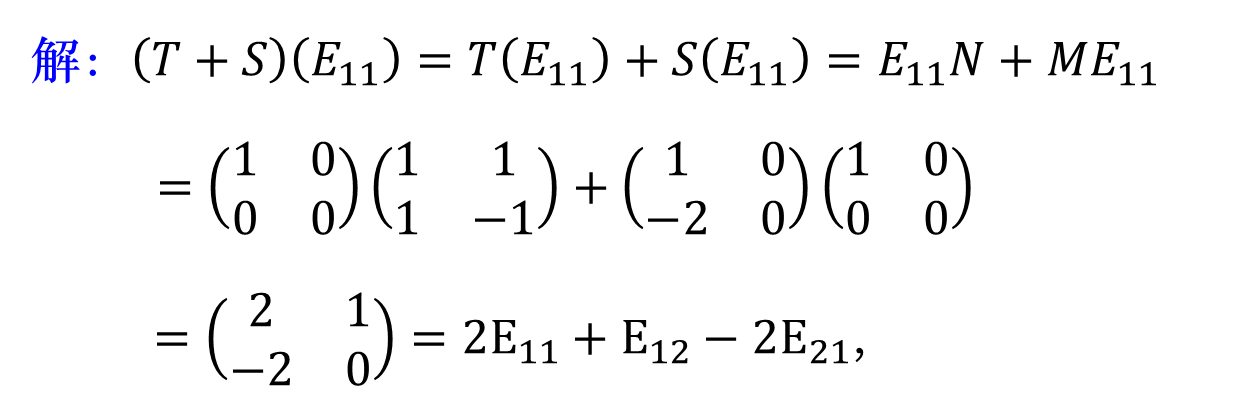 解：(T + S)(E₁₁) = T(E₁₁) + S(E₁₁) = E₁₁N + ME₁₁
= (1 0; 0 0)(1 1; 1 −1) + (1 0; −2 0)(1 0; 0 0)
= (2 1; −2 0) = 2E₁₁ + E₁₂ − 2E₂₁,